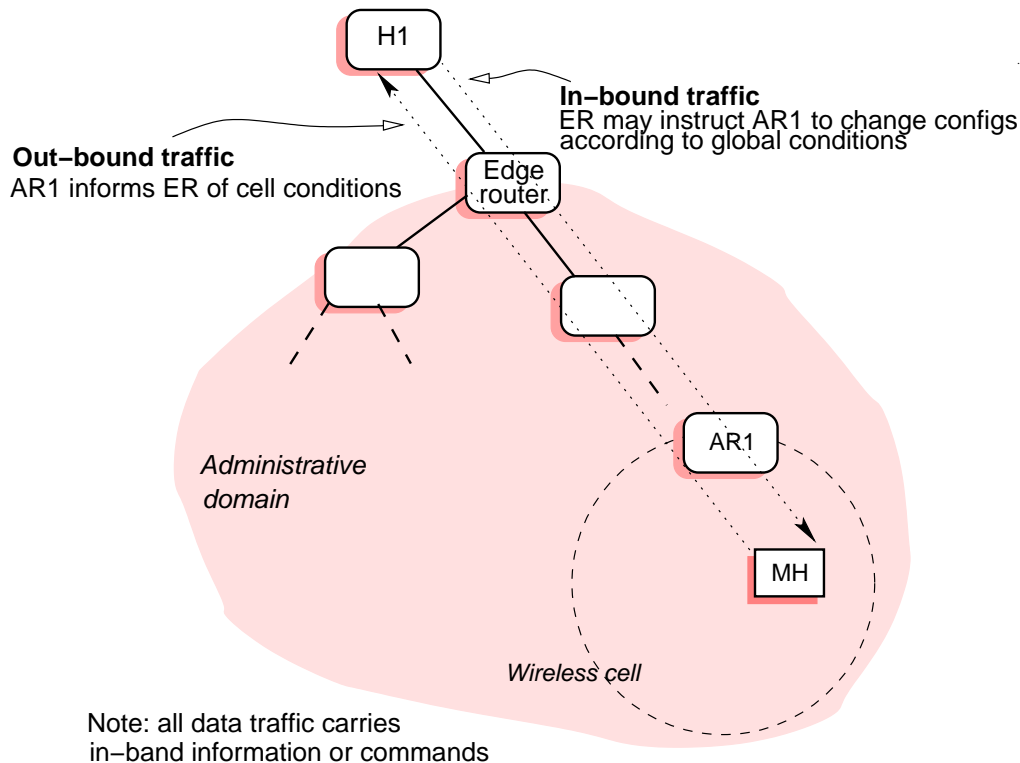 H1
In−bound traffic
ER may instruct AR1 to change configs
according to global conditions
Out−bound traffic
AR1 informs ER of cell conditions
Edge
router
Administrative
domain
AR1
MH
Wireless cell
Note: all data traffic carries
in−band information or commands